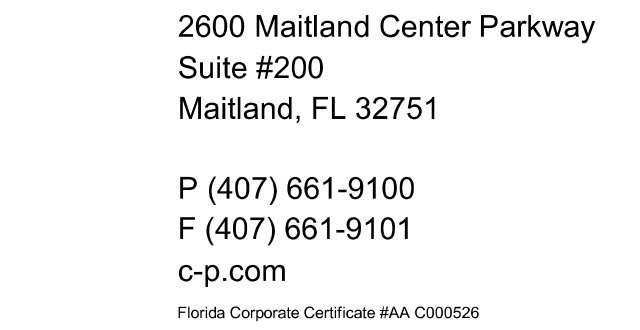 2600 Maitland Center Parkway
Suite #200
Maitland, FL 32751
P (407) 661-9100
F (407) 661-9101
c-p.com
Florida Corporate Certificate #AA C000526